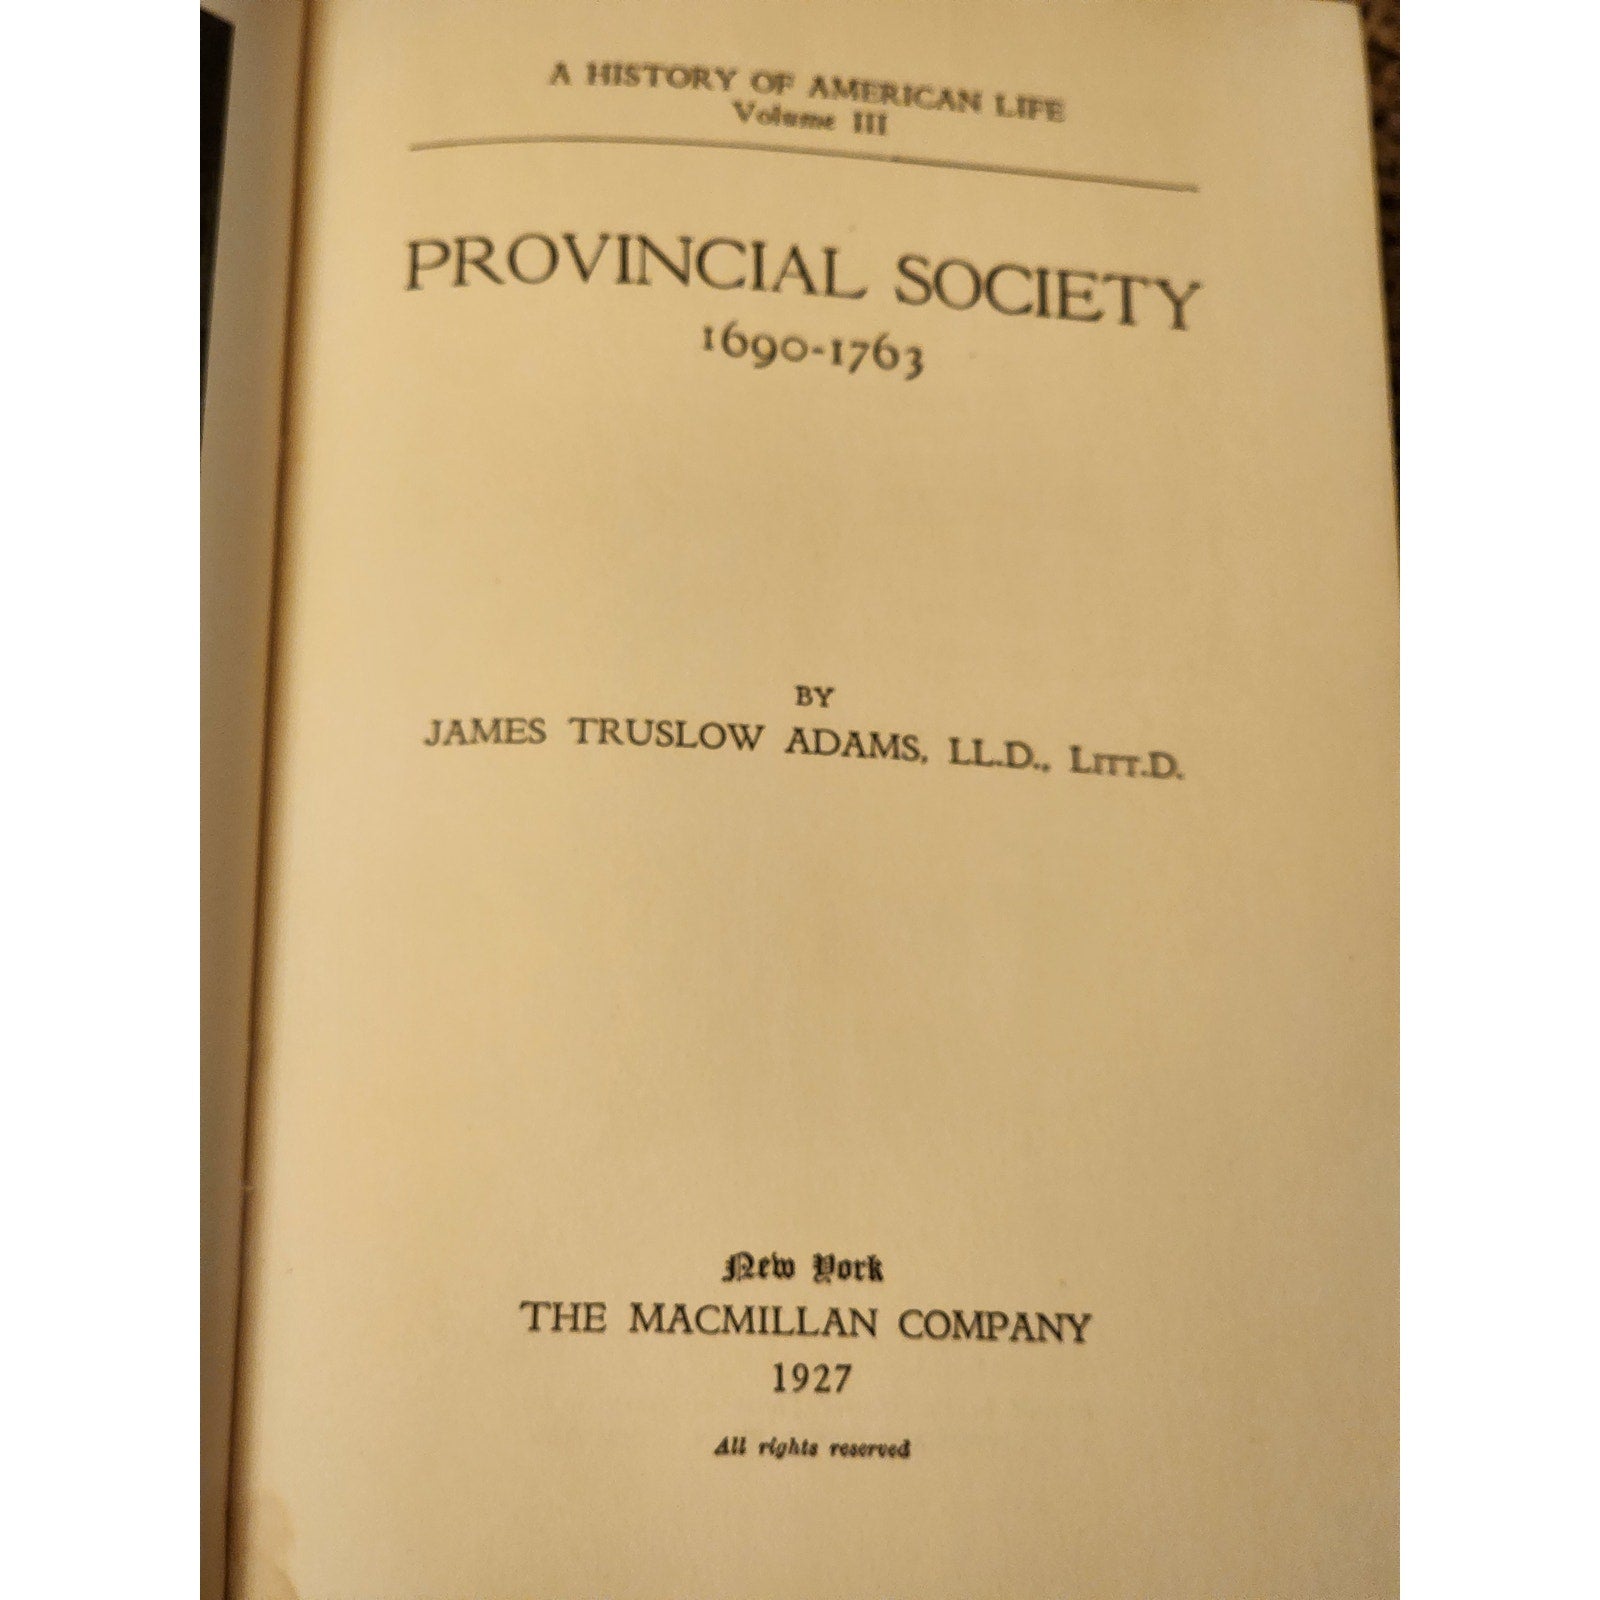 A HISTORY OF AMERICAN LIFE
Volume III
PROVINCIAL SOCIETY
1690-1763
BY
JAMES TRUSLOW ADAMS, LL.D., LITT.D.
New York
THE MACMILLAN COMPANY
1927
All rights reserved